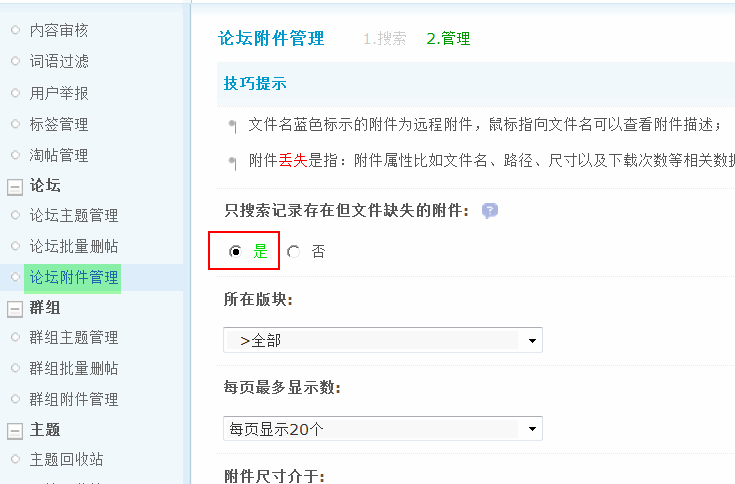 内容审核
词语过滤
用户举报
标签管理
淘帖管理
论坛
论坛主题管理
论坛批量删帖
论坛附件管理
群组
群组主题管理
群组批量删帖
群组附件管理
主题
主题回收站
论坛附件管理 1.搜索 2.管理
技巧提示
文件名蓝色标示的附件为远程附件，鼠标指向文件名可以查看附件描述；
附件丢失是指：附件属性比如文件名、路径、尺寸以及下载次数等相关数据
只搜索记录存在但文件缺失的附件:
是 否
所在版块:
>全部
每页最多显示数:
每页显示20个
附件尺寸介于: